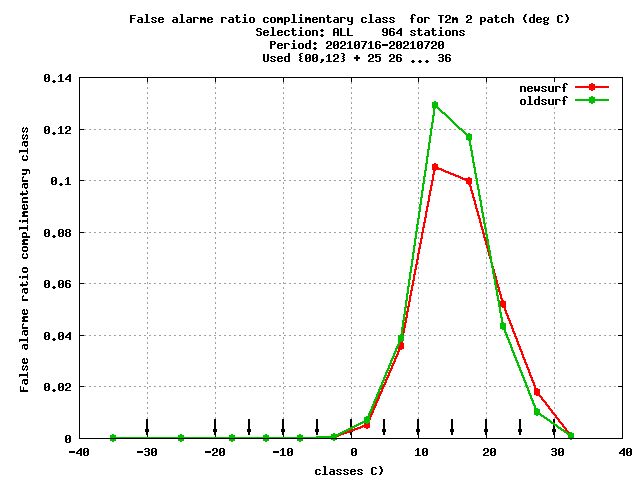 False alarme ratio complimentary class  for T2m 2 patch (deg C)
Selection: ALL    964 stations
Period: 20210716-20210720
Used {00,12} + 25 26 ... 36
newsurf
oldsurf
False alarme ratio complimentary class
0.14
0.12
0.1
0.08
0.06
0.04
0.02
0
-40 -30 -20 -10 0 10 20 30 40
classes C)